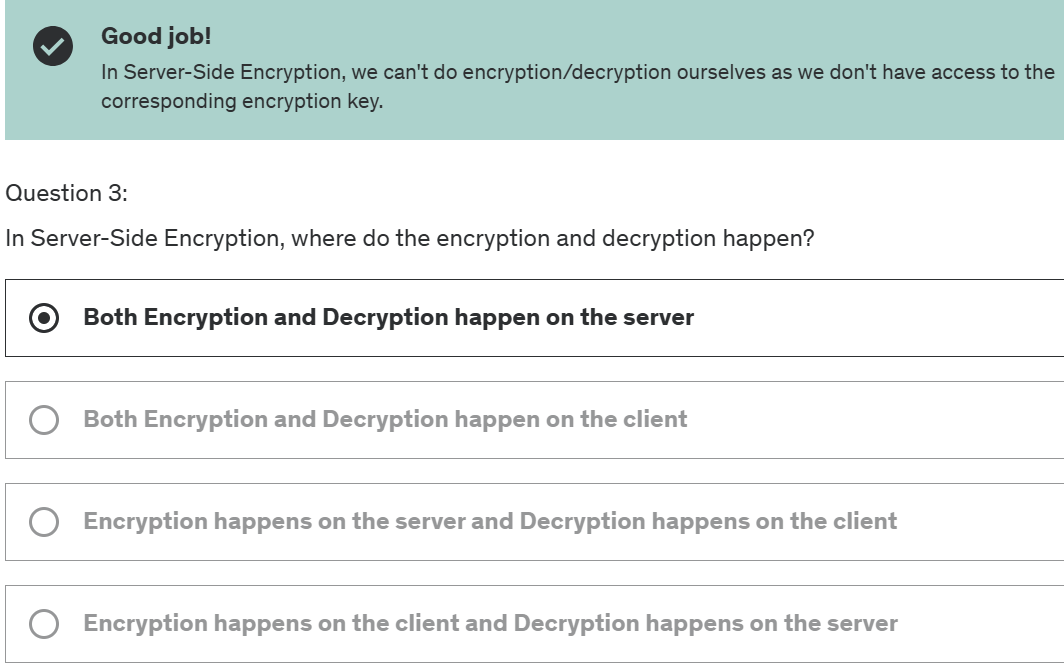 Good job!
In Server-Side Encryption, we can't do encryption/decryption ourselves as we don't have access to the
corresponding encryption key.
Question 3:
In Server-Side Encryption, where do the encryption and decryption happen?
Both Encryption and Decryption happen on the server
Both Encryption and Decryption happen on the client
Encryption happens on the server and Decryption happens on the client
Encryption happens on the client and Decryption happens on the server